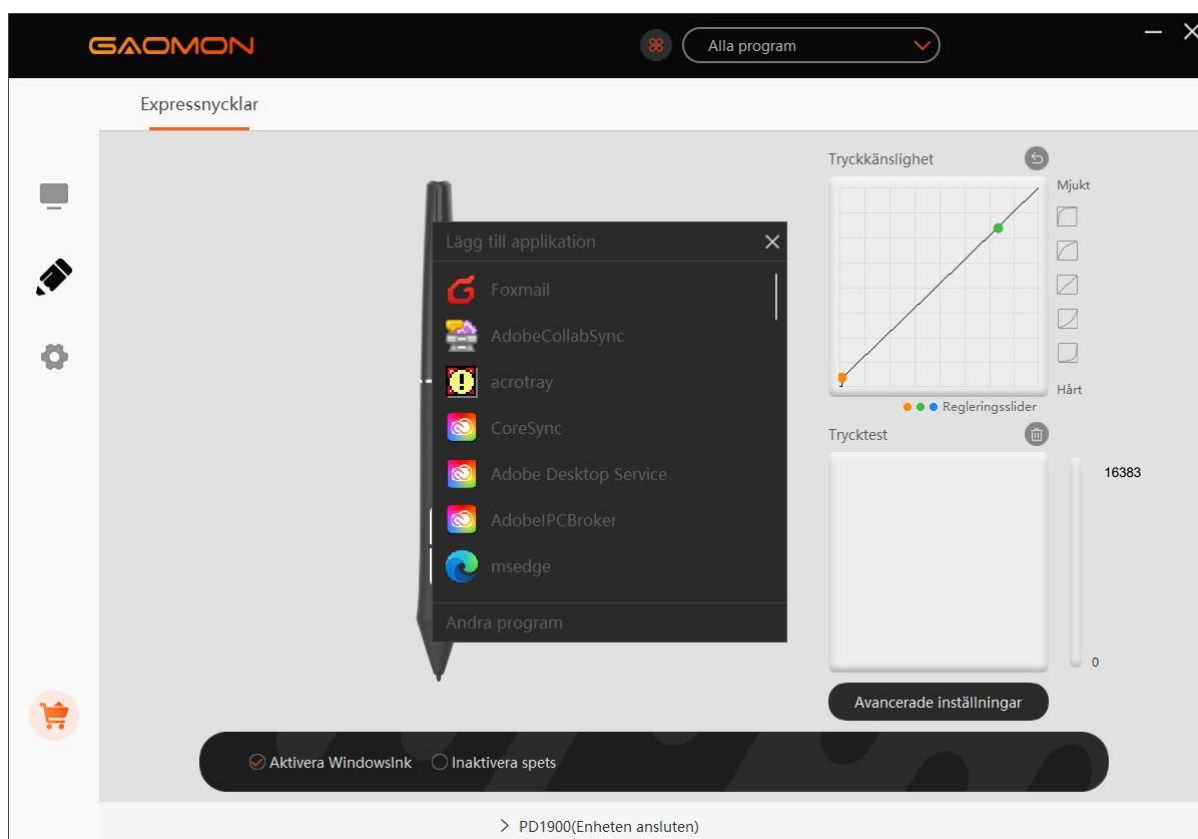 GAOMON
Alla program
Expressnycklar
Tryckkänslighet
Mjukt
Hårt
Regleringsslider
Trycktest
16383
0
Avancerade inställningar
Lägg till applikation
Foxmail
AdobeCollabSync
acrotray
CoreSync
Adobe Desktop Service
AdobeIPCBroker
msedge
Andra program
Aktivera WindowsInk
Inaktivera spets
PD1900(Enheten ansluten)